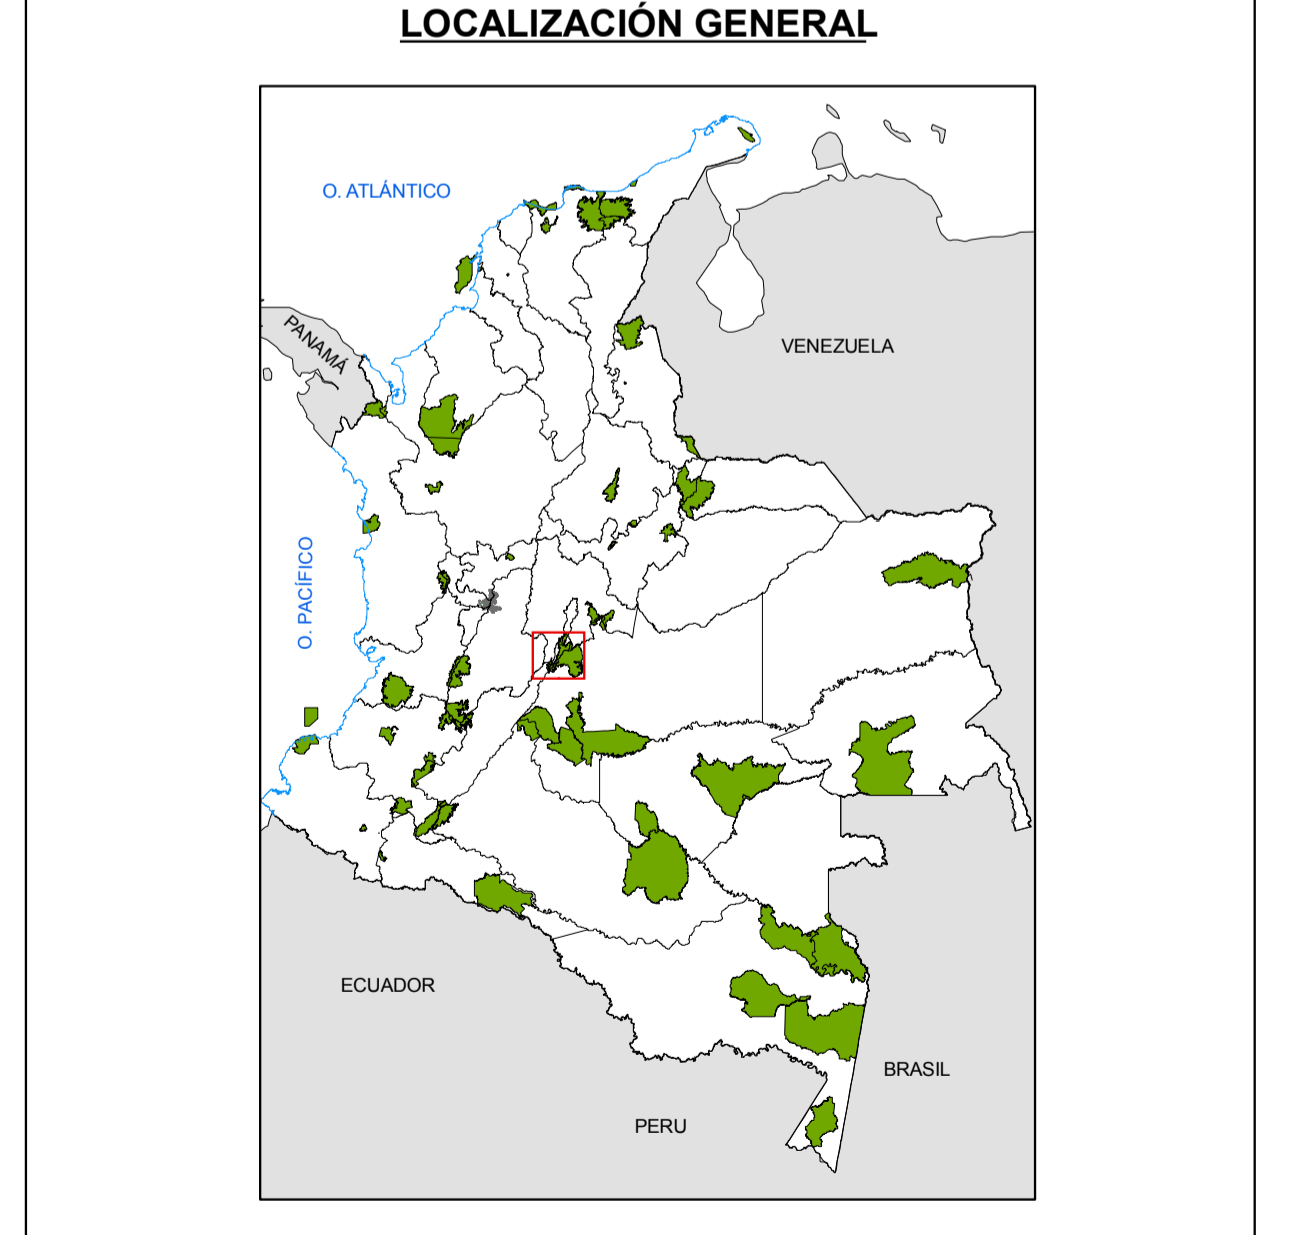 LOCALIZACIÓN GENERAL
O. ATLÁNTICO
PANAMÁ
VENEZUELA
O. PACÍFICO
ECUADOR
BRASIL
PERU